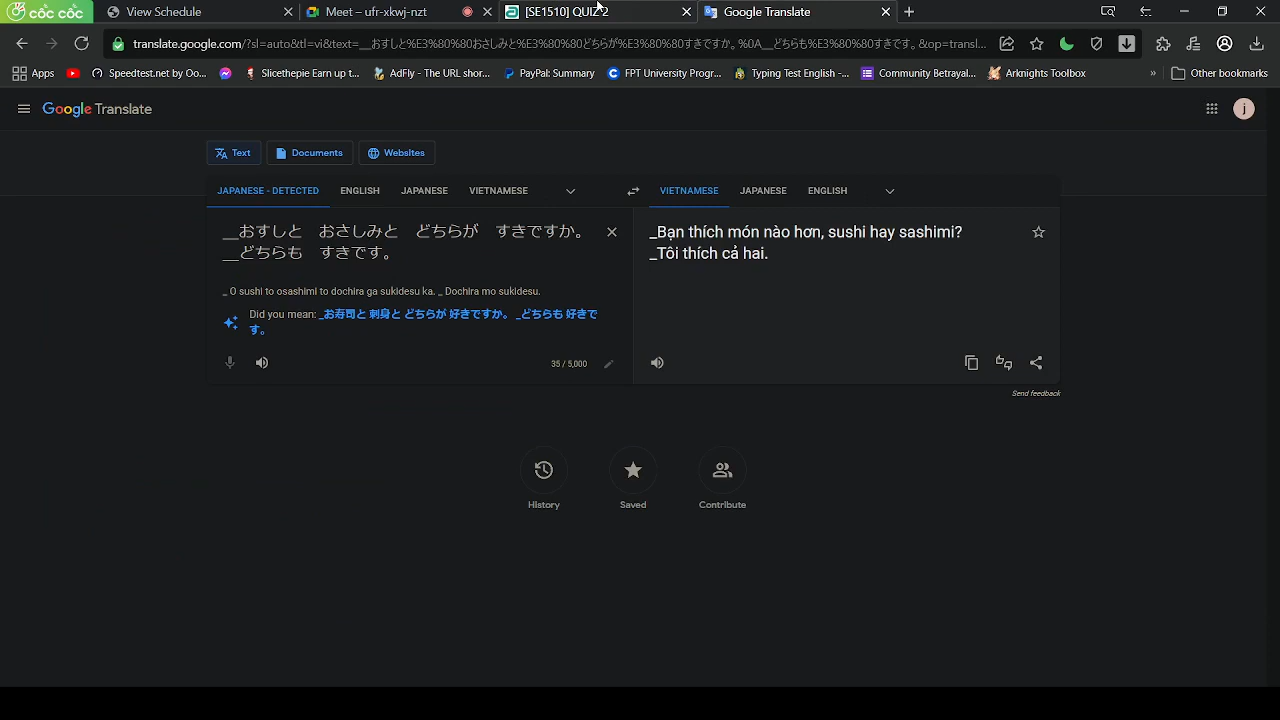 cốc cốc
View Schedule
Meet – ufr-xkwj-nzt
[SE1510] QUIZ 2
Google Translate
translate.google.com/?sl=auto&tl=vi&text=__おすしと%E3%80%80おさしみと%E3%80%80どちらが%E3%80%80すきですか。%0A__どちらも%E3%80%80すきです。&op=transl...
Apps
Speedtest.net by Oo...
Slicethepie Earn up t...
AdFly - The URL shor...
PayPal: Summary
FPT University Progr...
Typing Test English -...
Community Betrayal...
Arknights Toolbox
»
Other bookmarks
Google Translate
j
Text
Documents
Websites
JAPANESE - DETECTED
ENGLISH
JAPANESE
VIETNAMESE
VIETNAMESE
JAPANESE
ENGLISH
__おすしと　おさしみと　どちらが　すきですか。
__どちらも　すきです。
_Bạn thích món nào hơn, sushi hay sashimi?
_Tôi thích cả hai.
_ O sushi to osashimi to dochira ga sukidesu ka. _ Dochira mo sukidesu.
Did you mean: _お寿司と 刺身と どちらが 好きですか。 _どちらも 好きで
す。
35 / 5,000
Send feedback
History
Saved
Contribute